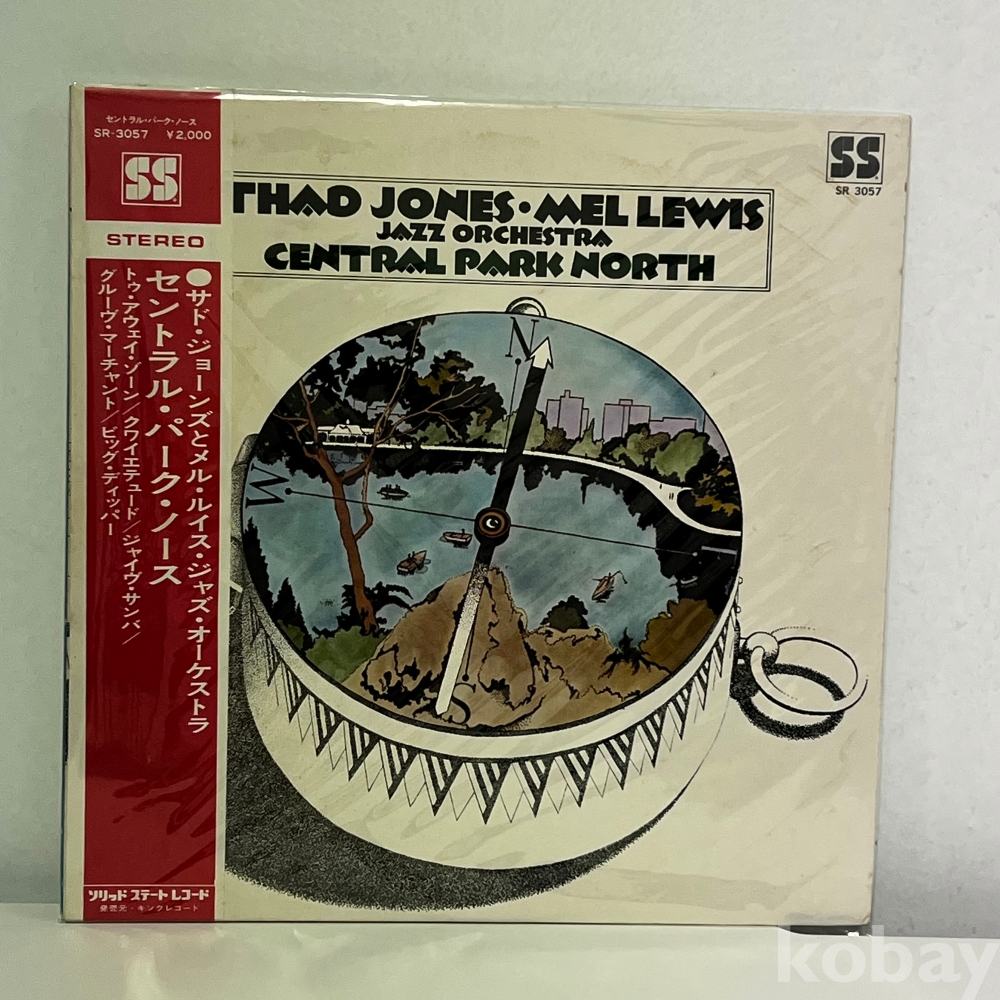 セントラル・パーク・ノース
SR-3057 ¥2,000
SS
STEREO
●サド・ジョーンズとメル・ルイス・ジャズ・オーケストラ
セントラル・パーク・ノース
トゥ・アウェイ・ゾーン/クワイエテュード/ジャイヴ・サンバ/
グルーヴ・マーチャント/ビッグ・ディッパー
ソリッド ステート レコード
発売元・キングレコード
SS
SR 3057
THAD JONES・MEL LEWIS
JAZZ ORCHESTRA
CENTRAL PARK NORTH
N
W
S
kobay